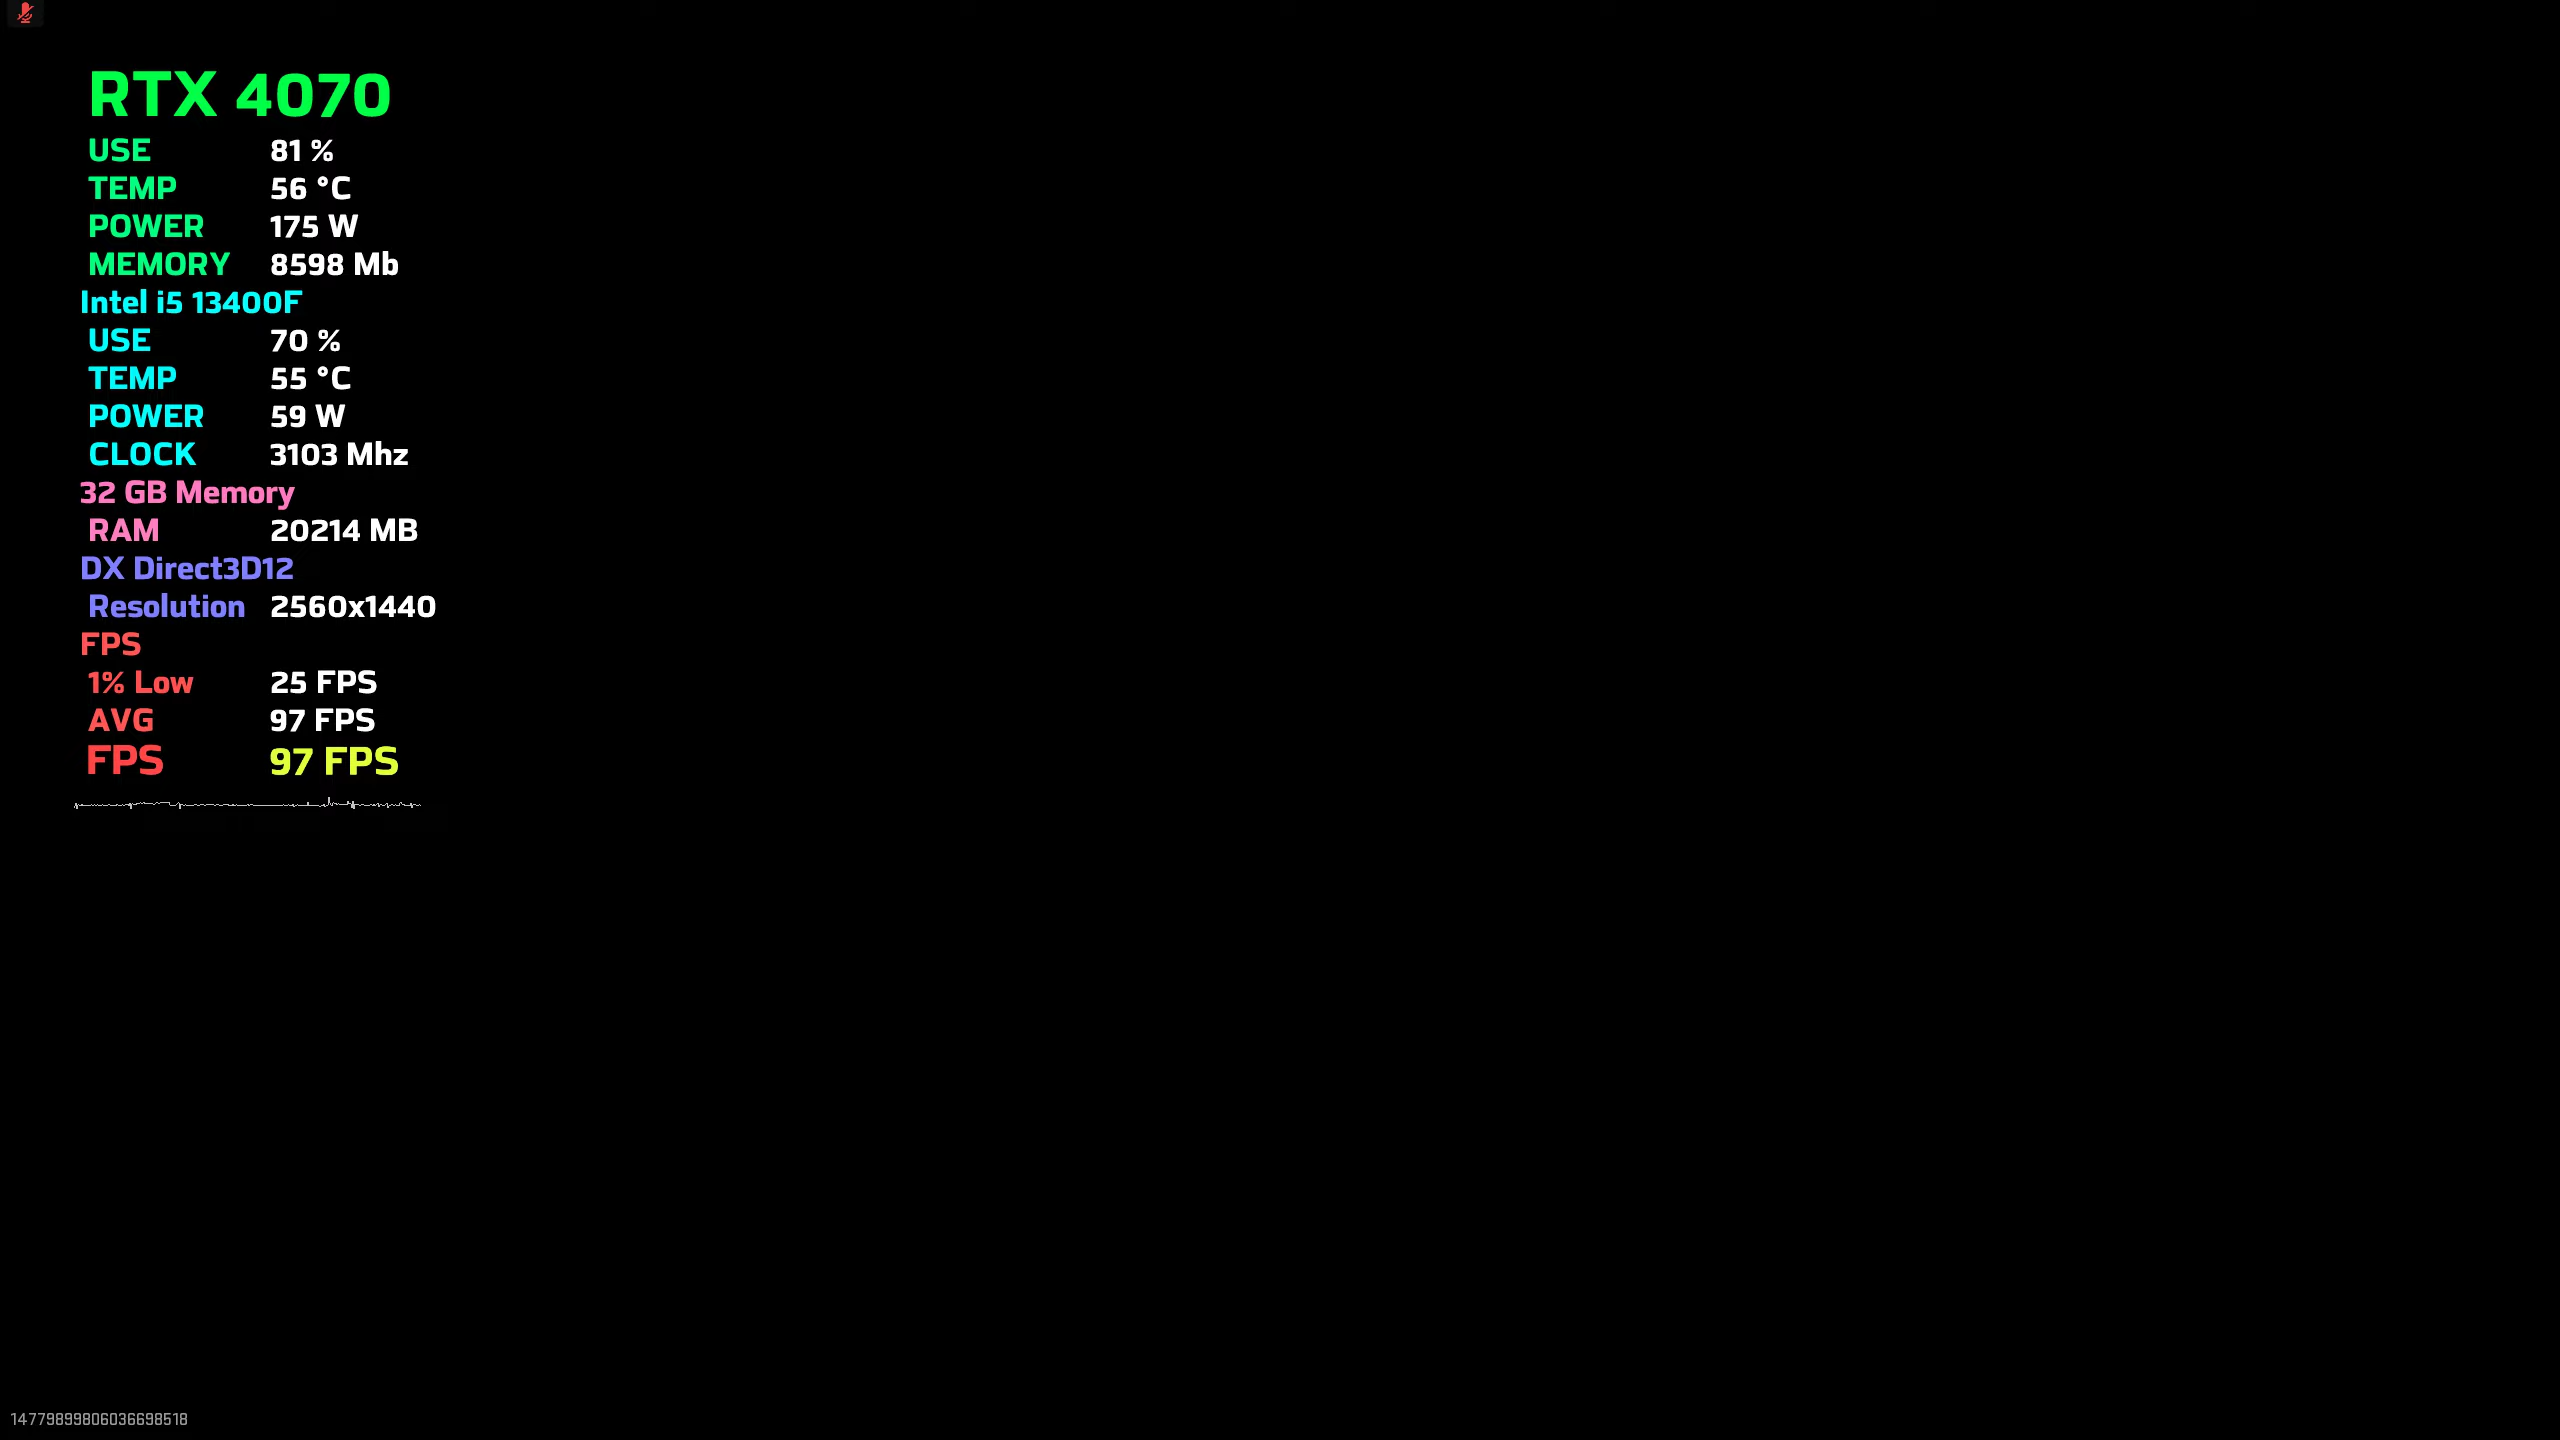 RTX 4070
USE 81 %
TEMP 56 °C
POWER 175 W
MEMORY 8598 Mb
Intel i5 13400F
USE 70 %
TEMP 55 °C
POWER 59 W
CLOCK 3103 Mhz
32 GB Memory
RAM 20214 MB
DX Direct3D12
Resolution 2560x1440
FPS
1% Low 25 FPS
AVG 97 FPS
FPS 97 FPS
14779899806036698518